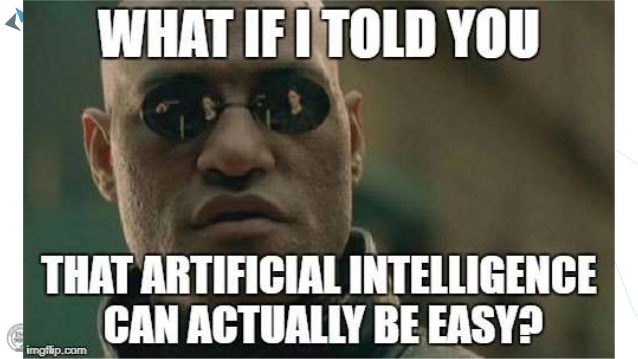 WHAT IF I TOLD YOU
THAT ARTIFICIAL INTELLIGENCE
CAN ACTUALLY BE EASY?
imgflip.com